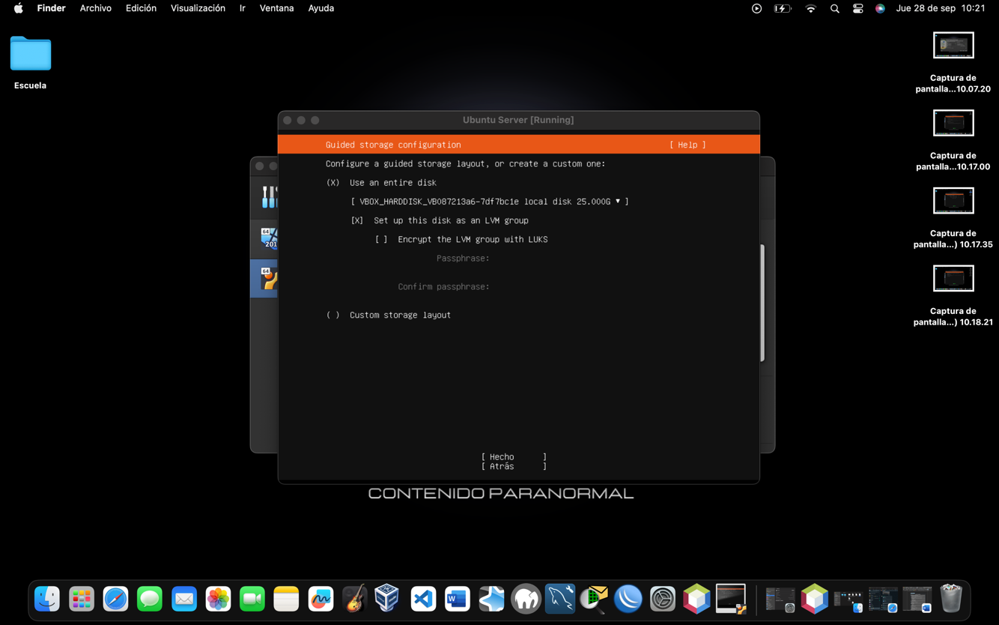 Finder Archivo Edición Visualización Ir Ventana Ayuda Jue 28 de sep 10:21
Escuela
Captura de
pantalla...10.07.20
Captura de
pantalla...10.17.00
Captura de
pantalla...) 10.17.35
Captura de
pantalla...) 10.18.21
Ubuntu Server [Running]
Guided storage configuration [ Help ]
Configure a guided storage layout, or create a custom one:
(X) Use an entire disk
[ VBOX_HARDDISK_VB087213a6-7df7bc1e local disk 25.000G ▾ ]
[X] Set up this disk as an LVM group
[ ] Encrypt the LVM group with LUKS
Passphrase:
Confirm passphrase:
( ) Custom storage layout
[ Hecho ]
[ Atrás ]
64
201
64
CONTENIDO PARANORMAL